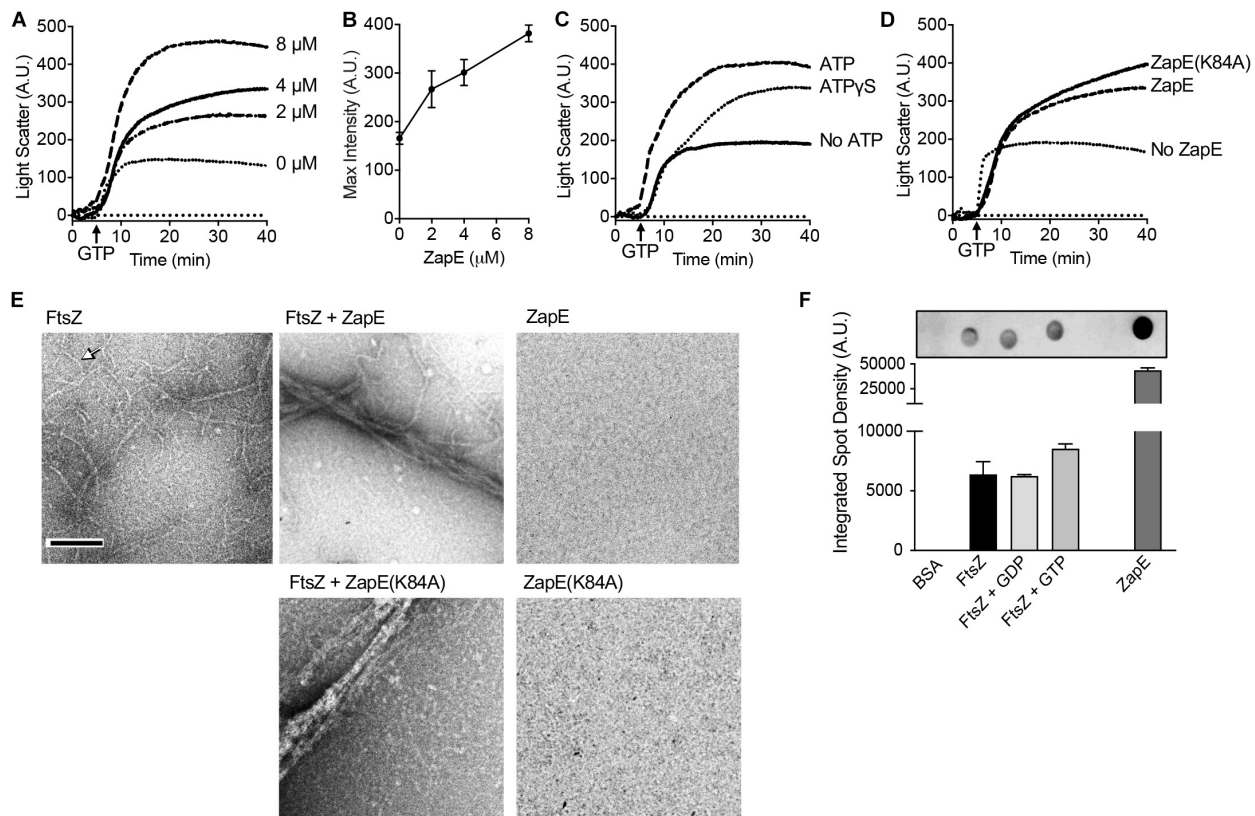 A
Light Scatter (A.U.)
500
400
300
200
100
0
0 10 20 30 40
GTP
Time (min)
8 μM
4 μM
2 μM
0 μM
B
Max Intensity (A.U.)
400
300
200
100
0
0 2 4 6 8
ZapE (μM)
C
Light Scatter (A.U.)
500
400
300
200
100
0
0 10 20 30 40
GTP
Time (min)
ATP
ATPγS
No ATP
D
Light Scatter (A.U.)
500
400
300
200
100
0
0 10 20 30 40
GTP
Time (min)
ZapE(K84A)
ZapE
No ZapE
E
FtsZ
FtsZ + ZapE
ZapE
FtsZ + ZapE(K84A)
ZapE(K84A)
F
Integrated Spot Density (A.U.)
50000
25000
10000
5000
0
BSA
FtsZ
FtsZ + GDP
FtsZ + GTP
ZapE